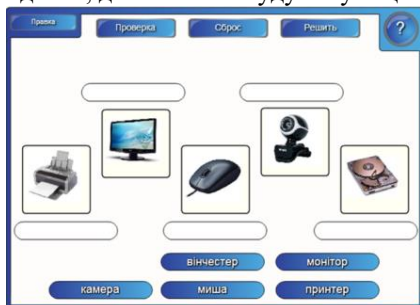 Правка
Проверка
Сброс
Решить
?
вінчестер
монітор
камера
миша
принтер